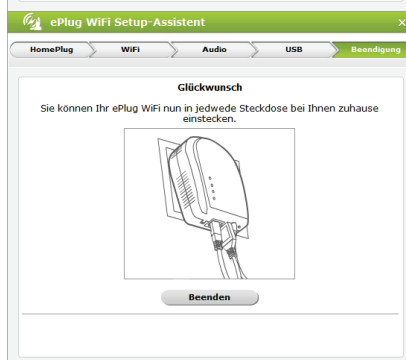 ePlug WiFi Setup-Assistent
HomePlug WiFi Audio USB Beendigung
Glückwunsch
Sie können Ihr ePlug WiFi nun in jedwede Steckdose bei Ihnen zuhause
einstecken.
Beenden